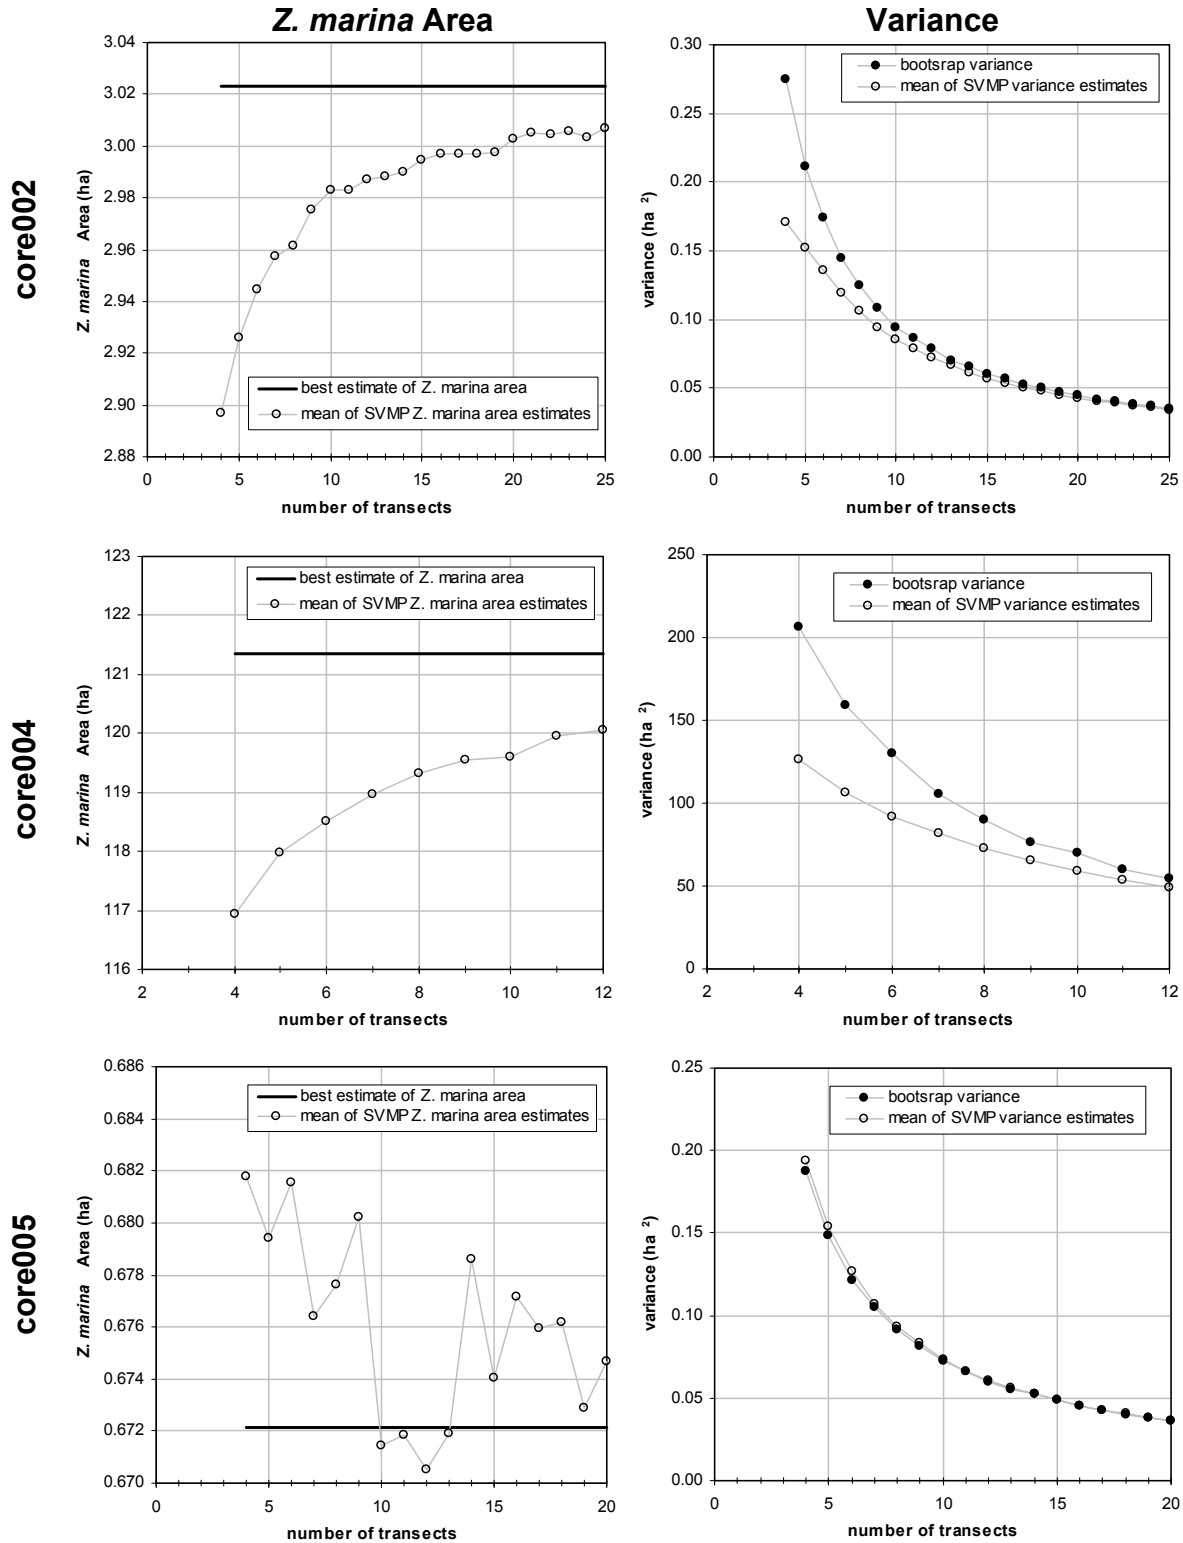 Z. marina Area
Variance
core002
3.04
3.02
3.00
2.98
2.96
2.94
2.92
2.90
2.88
Z. marina Area (ha)
best estimate of Z. marina area
mean of SVMP Z. marina area estimates
0 5 10 15 20 25
number of transects
0.30
0.25
0.20
0.15
0.10
0.05
0.00
variance (ha 2)
bootsrap variance
mean of SVMP variance estimates
0 5 10 15 20 25
number of transects
core004
123
122
121
120
119
118
117
116
Z. marina Area (ha)
best estimate of Z. marina area
mean of SVMP Z. marina area estimates
2 4 6 8 10 12
number of transects
250
200
150
100
50
0
variance (ha 2)
bootsrap variance
mean of SVMP variance estimates
2 4 6 8 10 12
number of transects
core005
0.686
0.684
0.682
0.680
0.678
0.676
0.674
0.672
0.670
Z. marina Area (ha)
best estimate of Z. marina area
mean of SVMP Z. marina area estimates
0 5 10 15 20
number of transects
0.25
0.20
0.15
0.10
0.05
0.00
variance (ha 2)
bootsrap variance
mean of SVMP variance estimates
0 5 10 15 20
number of transects